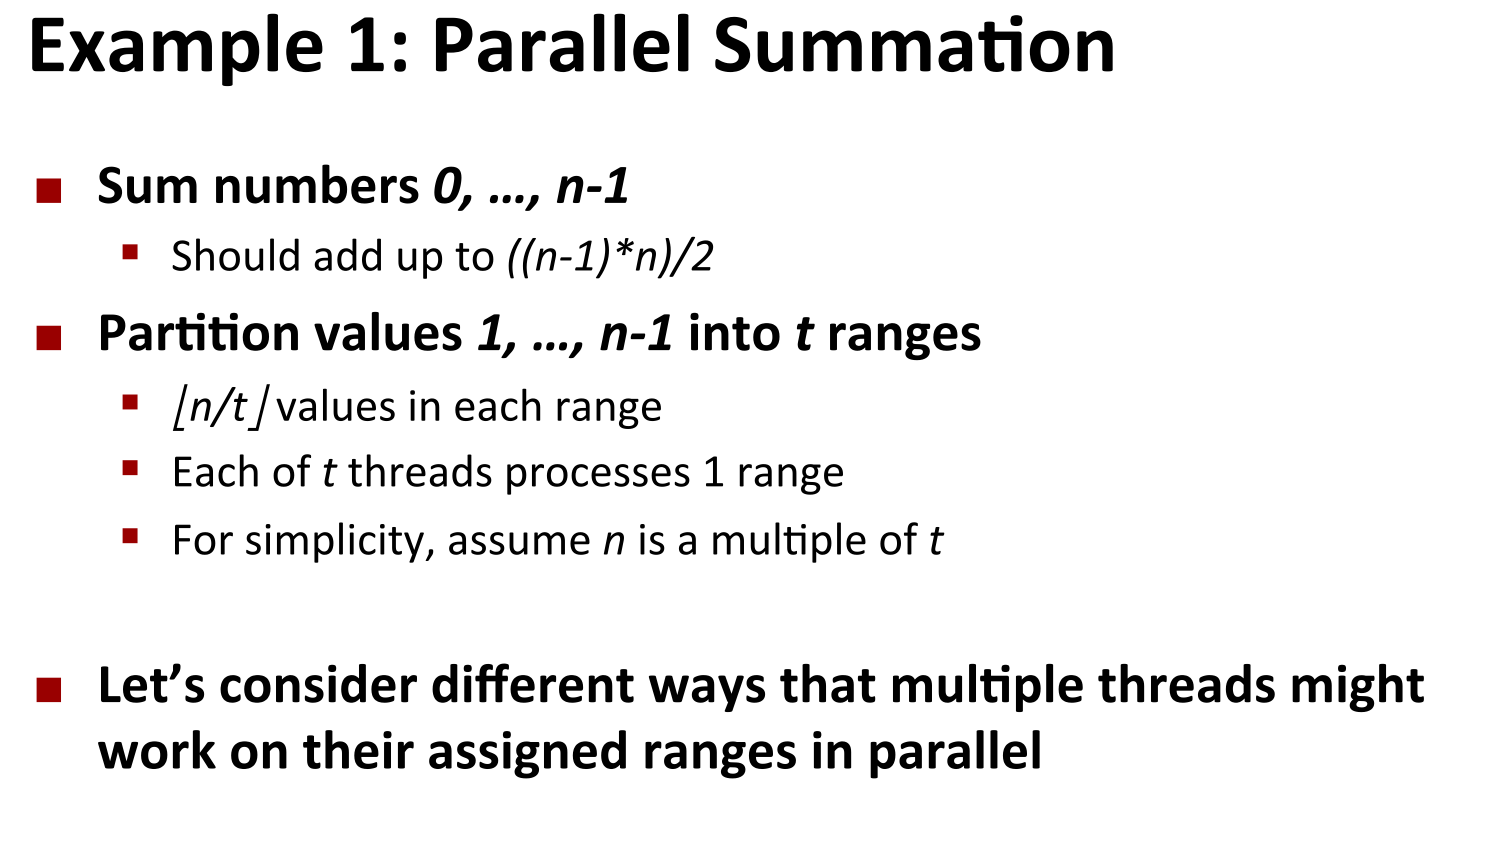 Example 1: Parallel Summation
■ Sum numbers 0, …, n-1
▪ Should add up to ((n-1)*n)/2
■ Partition values 1, …, n-1 into t ranges
▪ ⌊n/t⌋ values in each range
▪ Each of t threads processes 1 range
▪ For simplicity, assume n is a multiple of t
■ Let’s consider different ways that multiple threads might
work on their assigned ranges in parallel